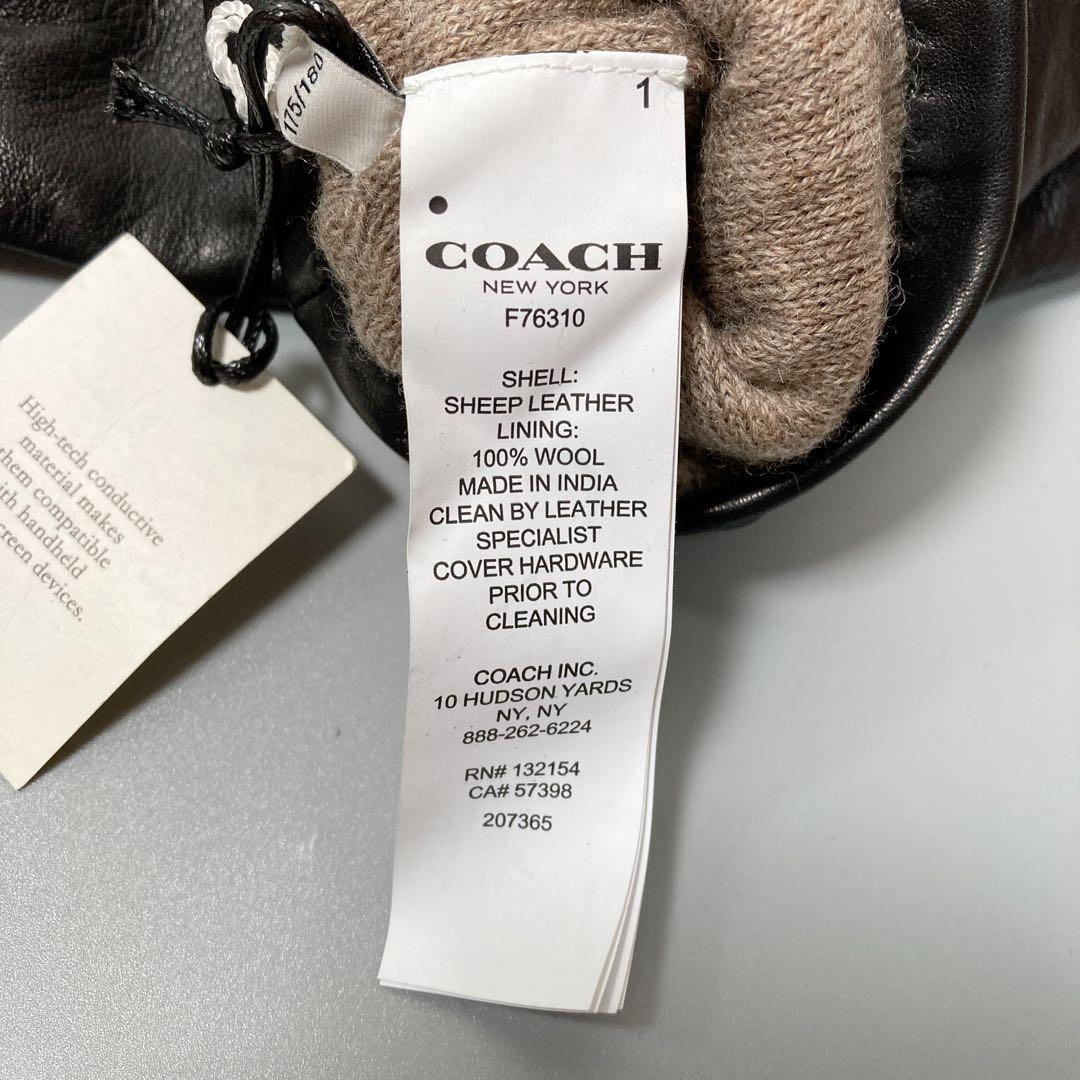 175/180
1
COACH
NEW YORK
F76310
SHELL:
SHEEP LEATHER
LINING:
100% WOOL
MADE IN INDIA
CLEAN BY LEATHER
SPECIALIST
COVER HARDWARE
PRIOR TO
CLEANING
COACH INC.
10 HUDSON YARDS
NY, NY
888-262-6224
RN# 132154
CA# 57398
207365
High-tech conductive
material makes
them compatible
with handheld
screen devices.